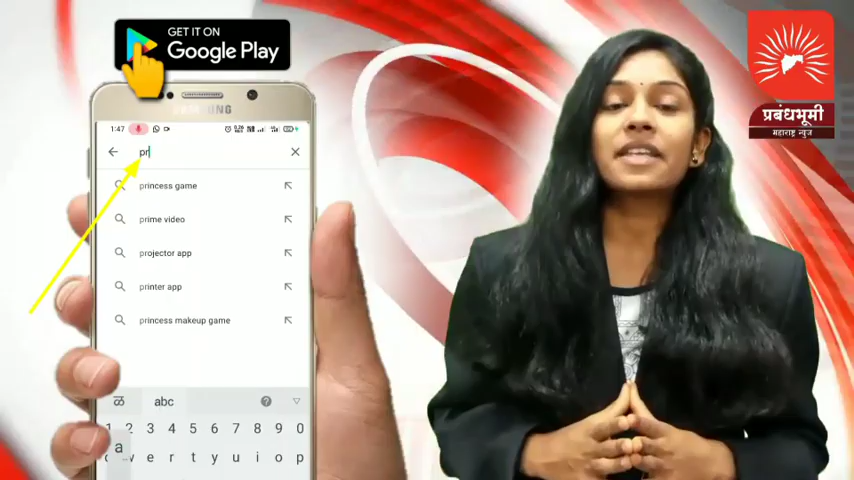 GET IT ON
Google Play
SAMSUNG
1:47
pr
princess game
prime video
projector app
printer app
princess makeup game
abc
1 2 3 4 5 6 7 8 9 0
w e r t y u i o p
a
प्रबंधभूमी
महाराष्ट्र न्युज